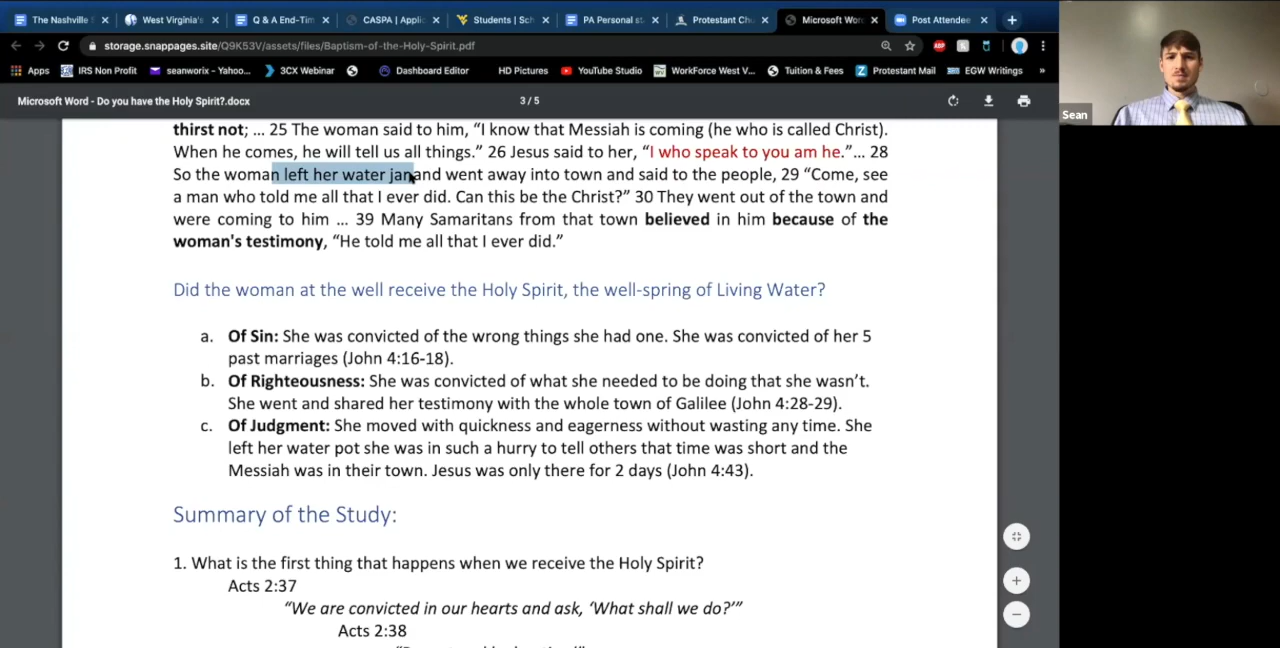 The Nashville
West Virginia's
Q & A End-Tim
CASPA | Applic
Students | Sch
PA Personal st
Protestant Chu
Microsoft Word
Post Attendee
storage.snappages.site/Q9K53V/assets/files/Baptism-of-the-Holy-Spirit.pdf
Apps
IRS Non Profit
seanworix – Yahoo...
3CX Webinar
Dashboard Editor
HD Pictures
YouTube Studio
WorkForce West V...
Tuition & Fees
Protestant Mail
EGW Writings
»
Microsoft Word - Do you have the Holy Spirit?.docx
3 / 5
Sean
thirst not; ... 25 The woman said to him, “I know that Messiah is coming (he who is called Christ).
When he comes, he will tell us all things.” 26 Jesus said to her, “I who speak to you am he.”... 28
So the woman left her water jar and went away into town and said to the people, 29 “Come, see
a man who told me all that I ever did. Can this be the Christ?” 30 They went out of the town and
were coming to him ... 39 Many Samaritans from that town believed in him because of the
woman's testimony, “He told me all that I ever did.”
Did the woman at the well receive the Holy Spirit, the well-spring of Living Water?
a. Of Sin: She was convicted of the wrong things she had one. She was convicted of her 5
past marriages (John 4:16-18).
b. Of Righteousness: She was convicted of what she needed to be doing that she wasn’t.
She went and shared her testimony with the whole town of Galilee (John 4:28-29).
c. Of Judgment: She moved with quickness and eagerness without wasting any time. She
left her water pot she was in such a hurry to tell others that time was short and the
Messiah was in their town. Jesus was only there for 2 days (John 4:43).
Summary of the Study:
1. What is the first thing that happens when we receive the Holy Spirit?
Acts 2:37
“We are convicted in our hearts and ask, ‘What shall we do?’”
Acts 2:38